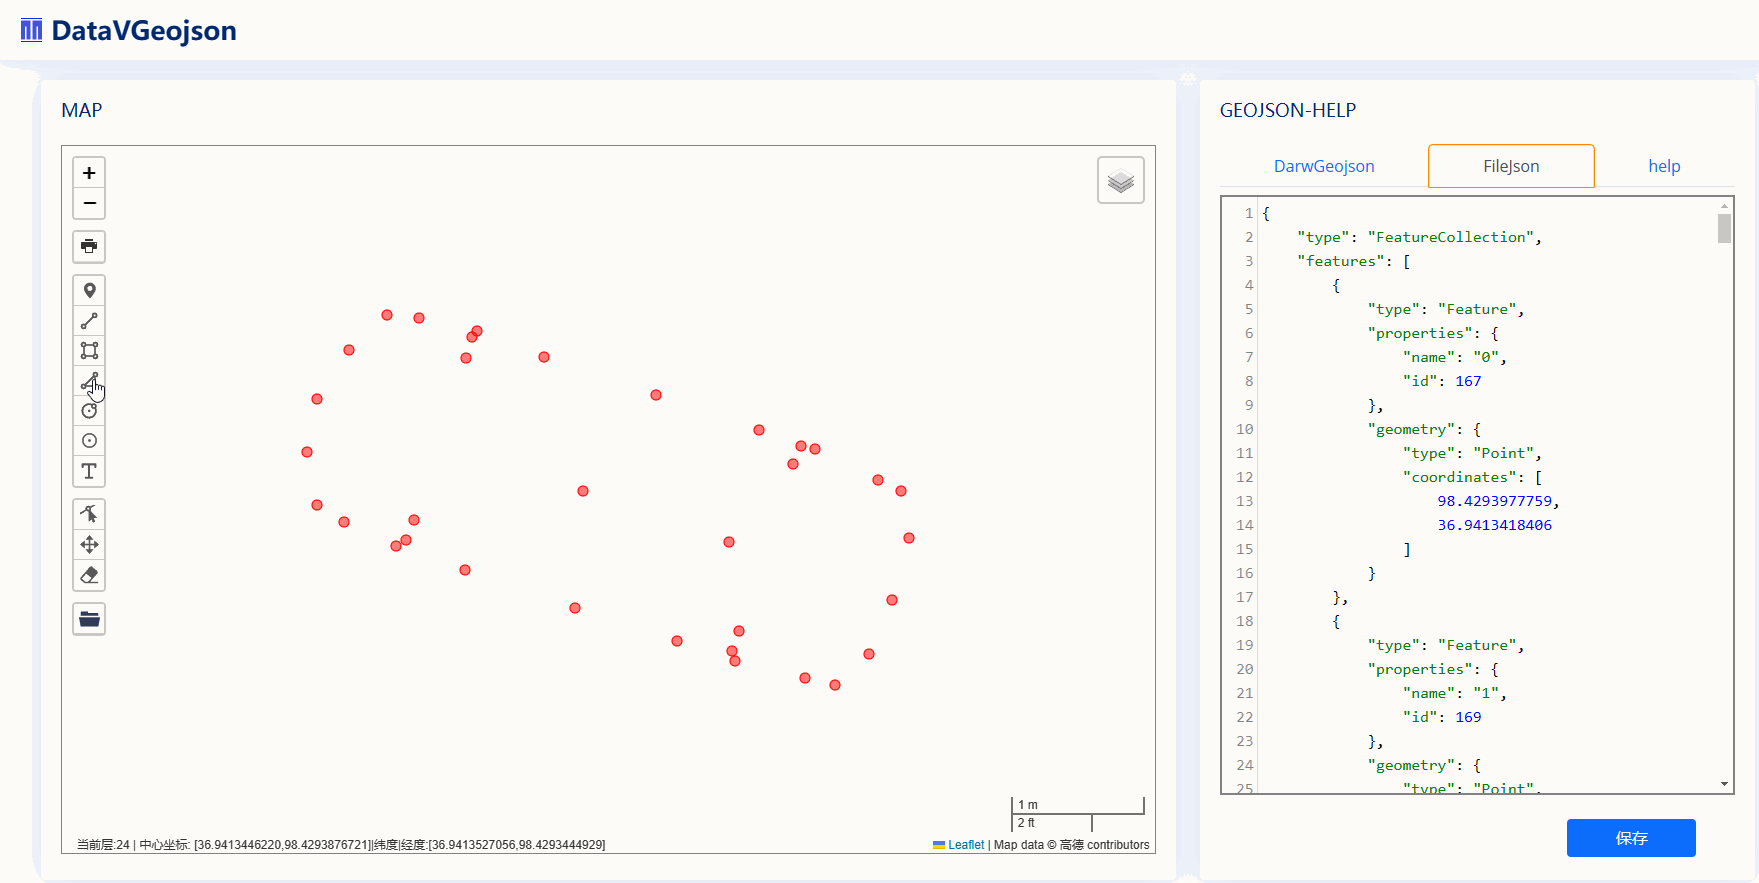 DataVGeojson
MAP
+
−
T
1 m
2 ft
当前层:24 | 中心坐标: [36.9413446220,98.4293876721]|纬度|经度:[36.9413527056,98.4293444929]
Leaflet | Map data © 高德 contributors
GEOJSON-HELP
DarwGeojson FileJson help
1 {
2 "type": "FeatureCollection",
3 "features": [
4 {
5 "type": "Feature",
6 "properties": {
7 "name": "0",
8 "id": 167
9 },
10 "geometry": {
11 "type": "Point",
12 "coordinates": [
13 98.4293977759,
14 36.9413418406
15 ]
16 }
17 },
18 {
19 "type": "Feature",
20 "properties": {
21 "name": "1",
22 "id": 169
23 },
24 "geometry": {
25 "type": "Point",
保存